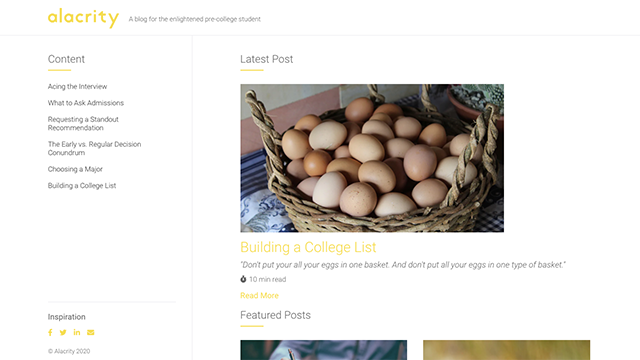 alacrity
A blog for the enlightened pre-college student
Content
Acing the Interview
What to Ask Admissions
Requesting a Standout
Recommendation
The Early vs. Regular Decision
Conundrum
Choosing a Major
Building a College List
Inspiration
© Alacrity 2020
Latest Post
Building a College List
"Don't put your all your eggs in one basket. And don't put all your eggs in one type of basket."
10 min read
Read More
Featured Posts